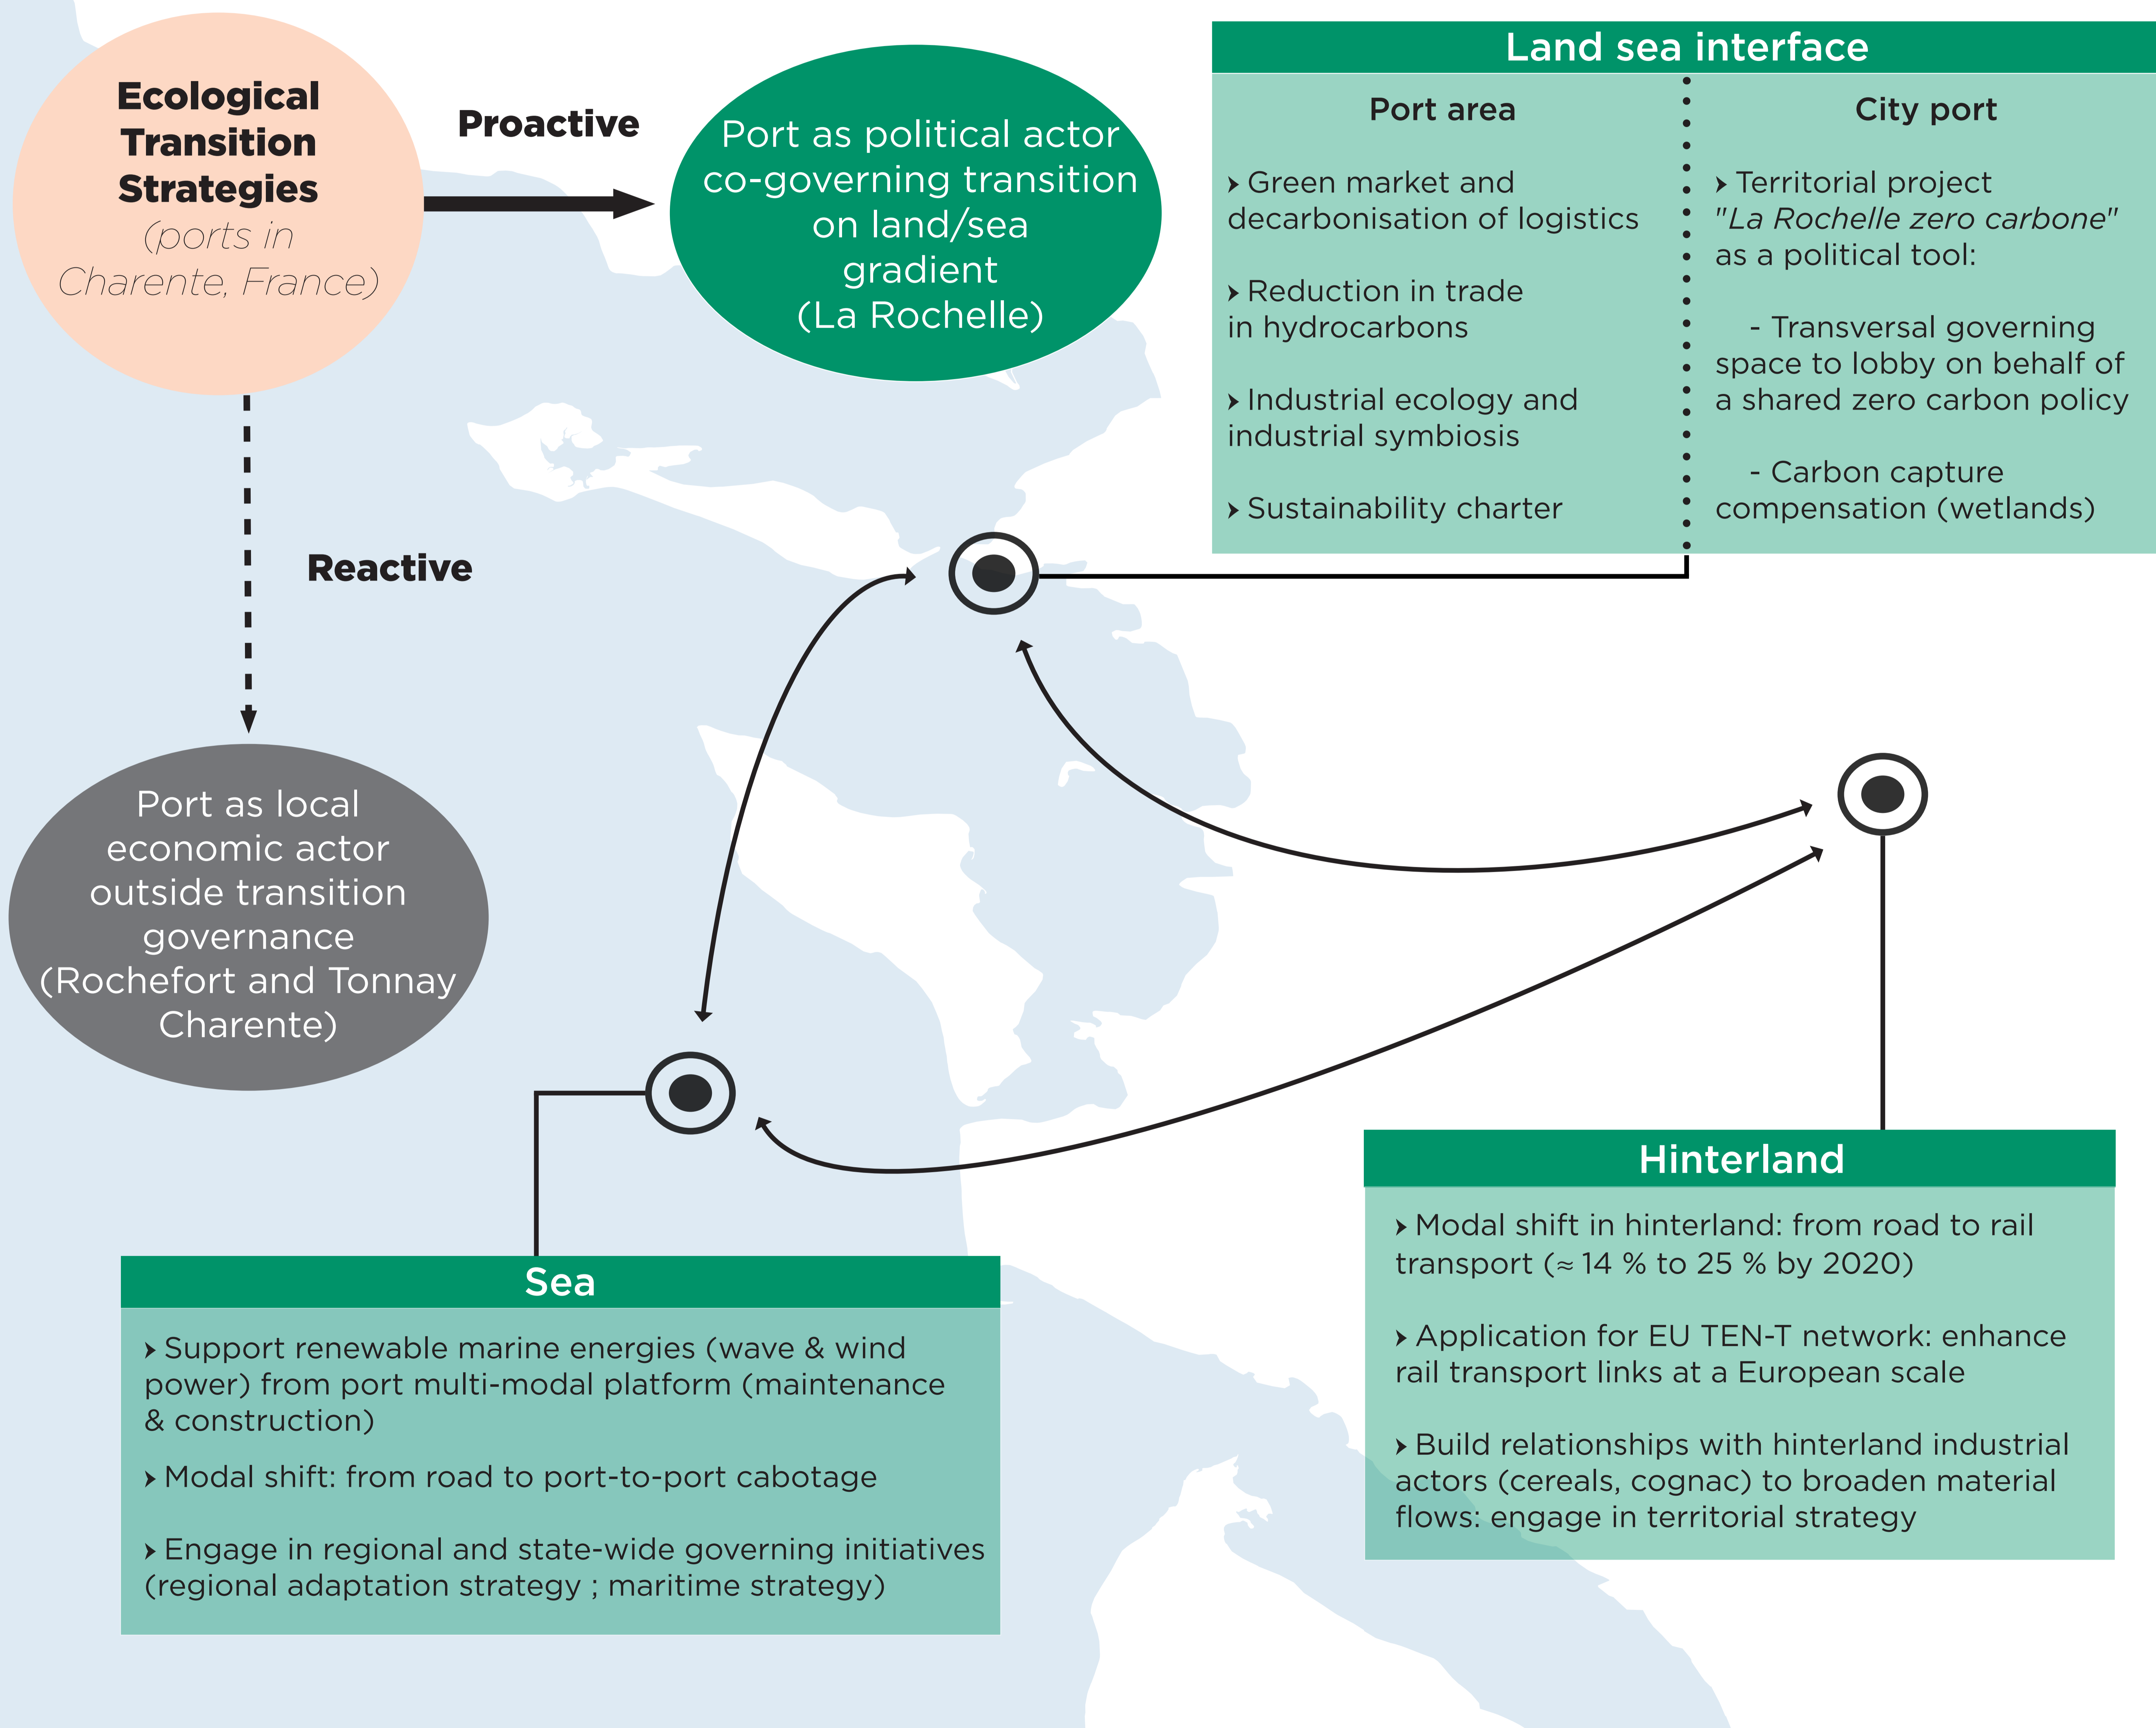 Ecological
Transition
Strategies
(ports in
Charente, France)
Proactive
Port as political actor
co-governing transition
on land/sea
gradient
(La Rochelle)
Reactive
Port as local
economic actor
outside transition
governance
(Rochefort and Tonnay
Charente)
Land sea interface
Port area
➤ Green market and
decarbonisation of logistics
➤ Reduction in trade
in hydrocarbons
➤ Industrial ecology and
industrial symbiosis
➤ Sustainability charter
City port
➤ Territorial project
"La Rochelle zero carbone"
as a political tool:
- Transversal governing
space to lobby on behalf of
a shared zero carbon policy
- Carbon capture
compensation (wetlands)
Sea
➤ Support renewable marine energies (wave & wind
power) from port multi-modal platform (maintenance
& construction)
➤ Modal shift: from road to port-to-port cabotage
➤ Engage in regional and state-wide governing initiatives
(regional adaptation strategy ; maritime strategy)
Hinterland
➤ Modal shift in hinterland: from road to rail
transport (≈ 14 % to 25 % by 2020)
➤ Application for EU TEN-T network: enhance
rail transport links at a European scale
➤ Build relationships with hinterland industrial
actors (cereals, cognac) to broaden material
flows: engage in territorial strategy